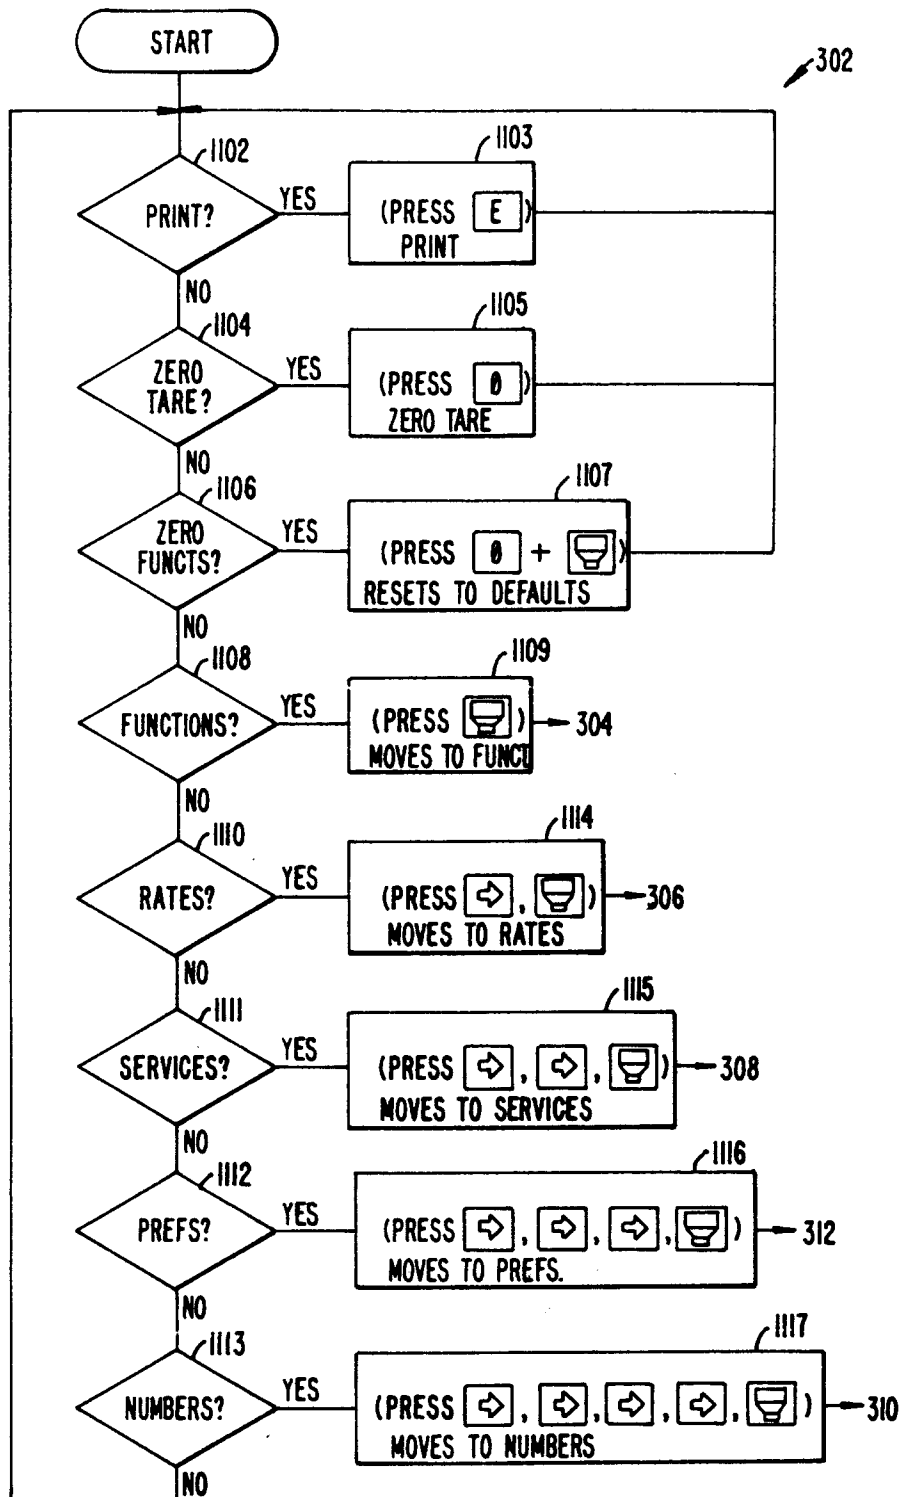 START
302
1102
1103
PRINT?
YES
(PRESS E)
PRINT
NO
1104
1105
ZERO
TARE?
YES
(PRESS 0)
ZERO TARE
NO
1106
1107
ZERO
FUNCTS?
YES
(PRESS 0 + )
RESETS TO DEFAULTS
NO
1108
1109
FUNCTIONS?
YES
(PRESS )
304
MOVES TO FUNCT
NO
1110
1114
RATES?
YES
(PRESS ⇨, )
306
MOVES TO RATES
NO
1111
1115
SERVICES?
YES
(PRESS ⇨, ⇨, )
308
MOVES TO SERVICES
NO
1112
1116
PREFS?
YES
(PRESS ⇨, ⇨, ⇨, )
312
MOVES TO PREFS.
NO
1113
1117
NUMBERS?
YES
(PRESS ⇨, ⇨, ⇨, ⇨, )
310
MOVES TO NUMBERS
NO